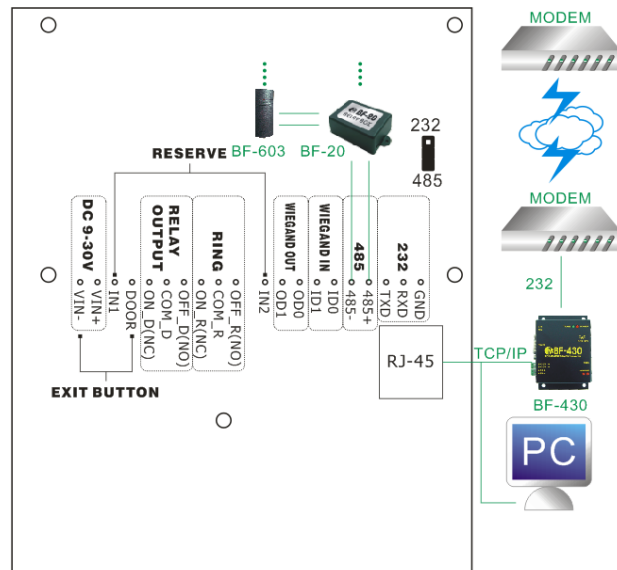 MODEM
232
485
BF-603
BF-20
BF-20
RESERVE
MODEM
DC 9-30V
RELAY
OUTPUT
RING
WIEGAND OUT
WIEGAND IN
485
232
VIN-
VIN+
IN1
DOOR
ON_D(NC)
COM_D
OFF_D(NO)
ON_R(NC)
COM_R
OFF_R(NO)
IN2
OD1
OD0
ID1
ID0
485-
485+
TXD
RXD
GND
232
EXIT BUTTON
RJ-45
TCP/IP
BF-430
BF-430
PC